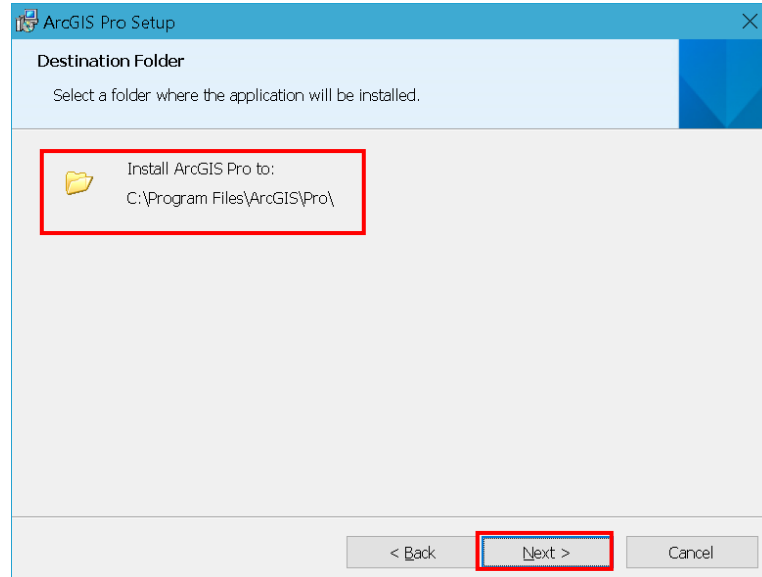 ArcGIS Pro Setup
Destination Folder
Select a folder where the application will be installed.
Install ArcGIS Pro to:
C:\Program Files\ArcGIS\Pro\
< Back Next > Cancel